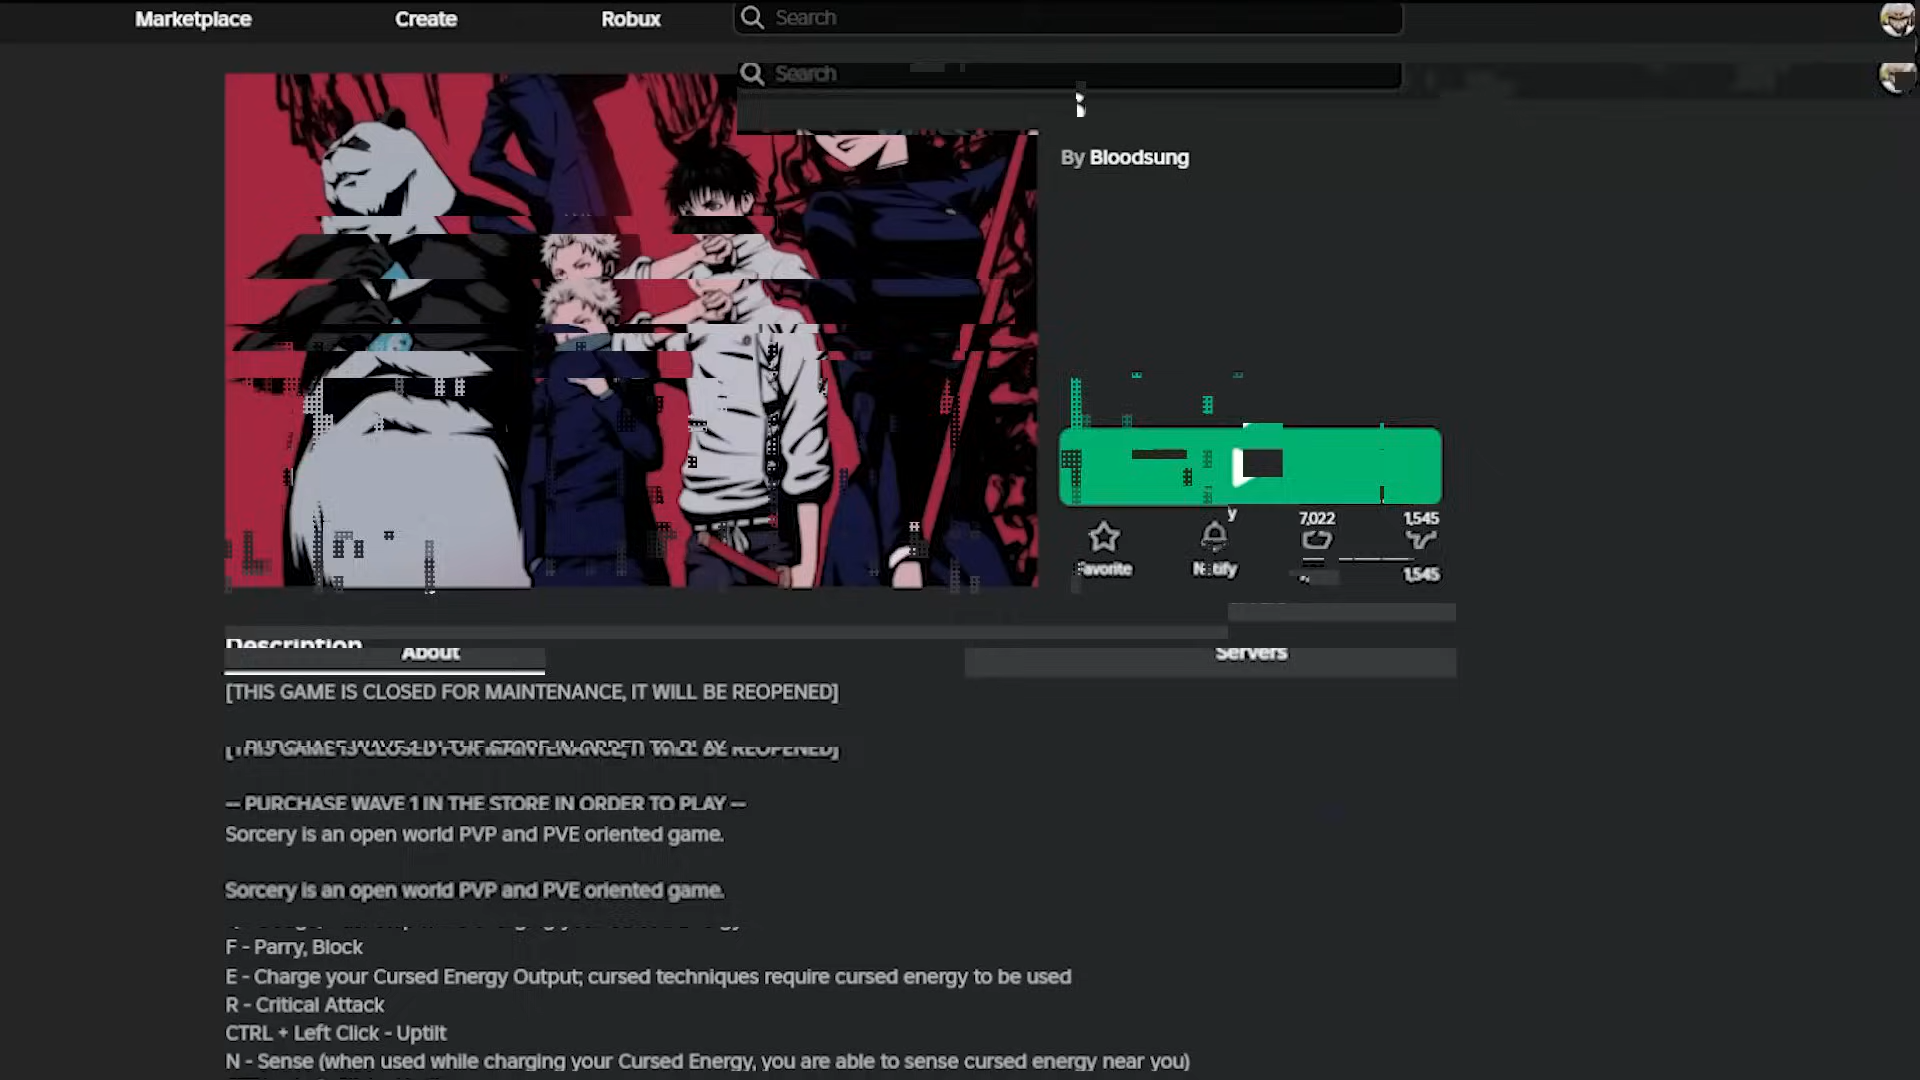 Marketplace
Create
Robux
Search
Search
By Bloodsung
y
7,022
1,545
Favorite
Notify
1,545
Description
About
Servers
[THIS GAME IS CLOSED FOR MAINTENANCE, IT WILL BE REOPENED]
REOPENED]
-- PURCHASE WAVE 1 IN THE STORE IN ORDER TO PLAY --
Sorcery is an open world PVP and PVE oriented game.
Sorcery is an open world PVP and PVE oriented game.
F - Parry, Block
E - Charge your Cursed Energy Output; cursed techniques require cursed energy to be used
R - Critical Attack
CTRL + Left Click - Uptilt
N - Sense (when used while charging your Cursed Energy, you are able to sense cursed energy near you)